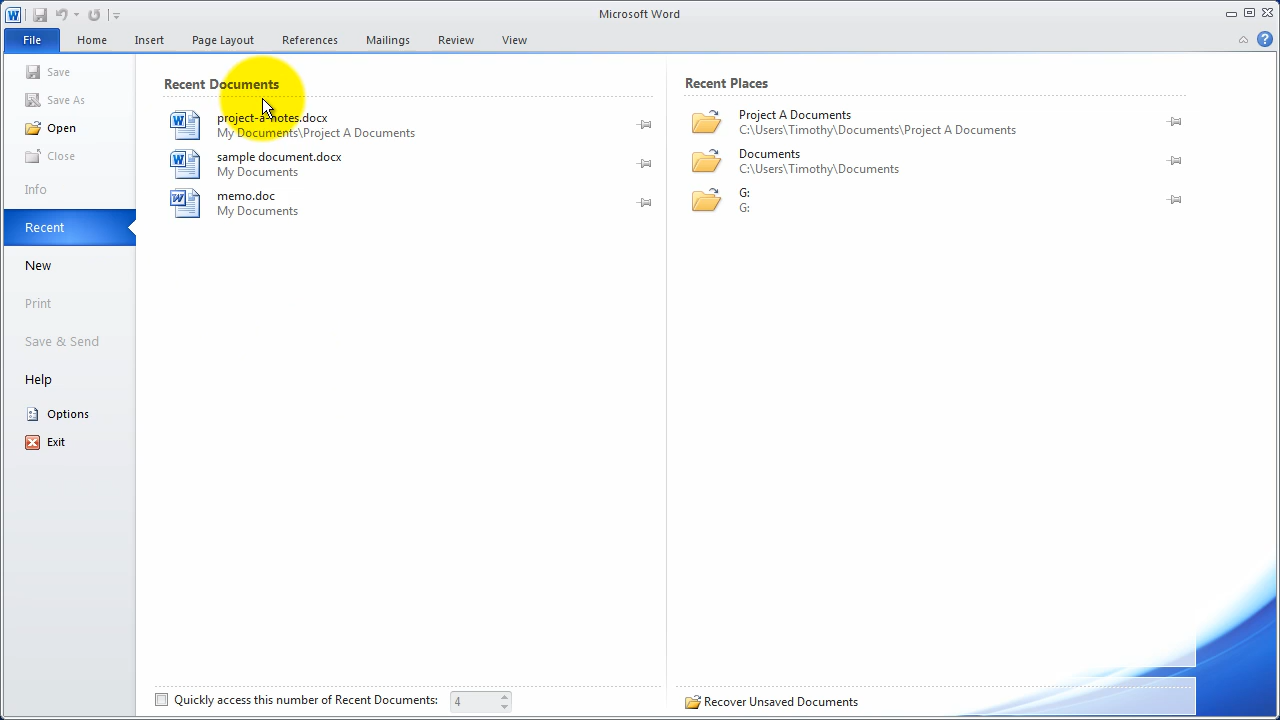 Microsoft Word
File Home Insert Page Layout References Mailings Review View
Save
Save As
Open
Close
Info
Recent
New
Print
Save & Send
Help
Options
Exit
Recent Documents
project-a-notes.docx
My Documents\Project A Documents
sample document.docx
My Documents
memo.doc
My Documents
Quickly access this number of Recent Documents: 4
Recent Places
Project A Documents
C:\Users\Timothy\Documents\Project A Documents
Documents
C:\Users\Timothy\Documents
G:
G:
Recover Unsaved Documents